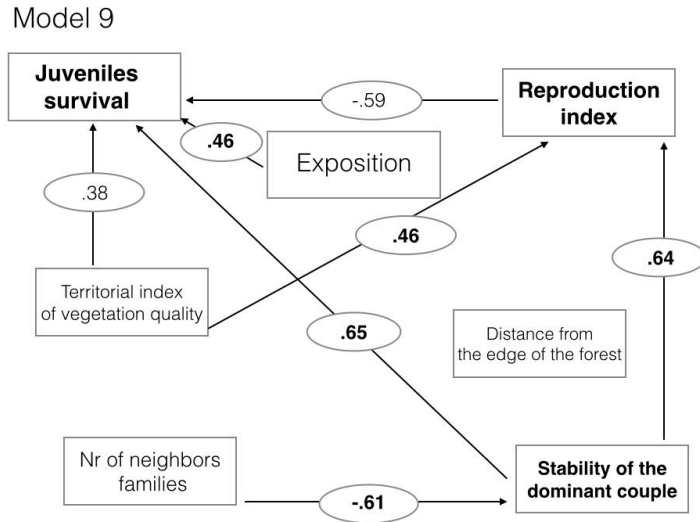 Model 9
Juveniles
survival
-.59
Reproduction
index
.46
Exposition
.38
.46
.64
Territorial index
of vegetation quality
.65
Distance from
the edge of the forest
Nr of neighbors
families
-.61
Stability of the
dominant couple